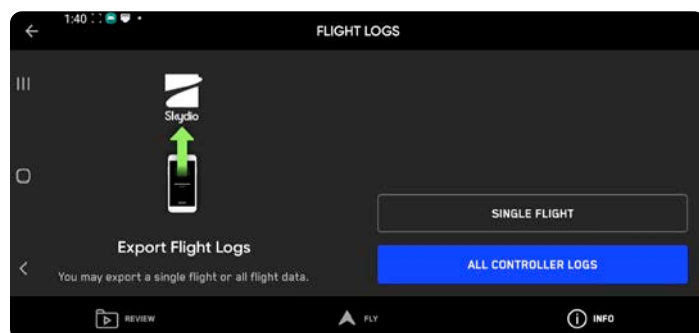 1:40
FLIGHT LOGS
Skydio
Export Flight Logs
You may export a single flight or all flight data.
SINGLE FLIGHT
ALL CONTROLLER LOGS
REVIEW
FLY
INFO